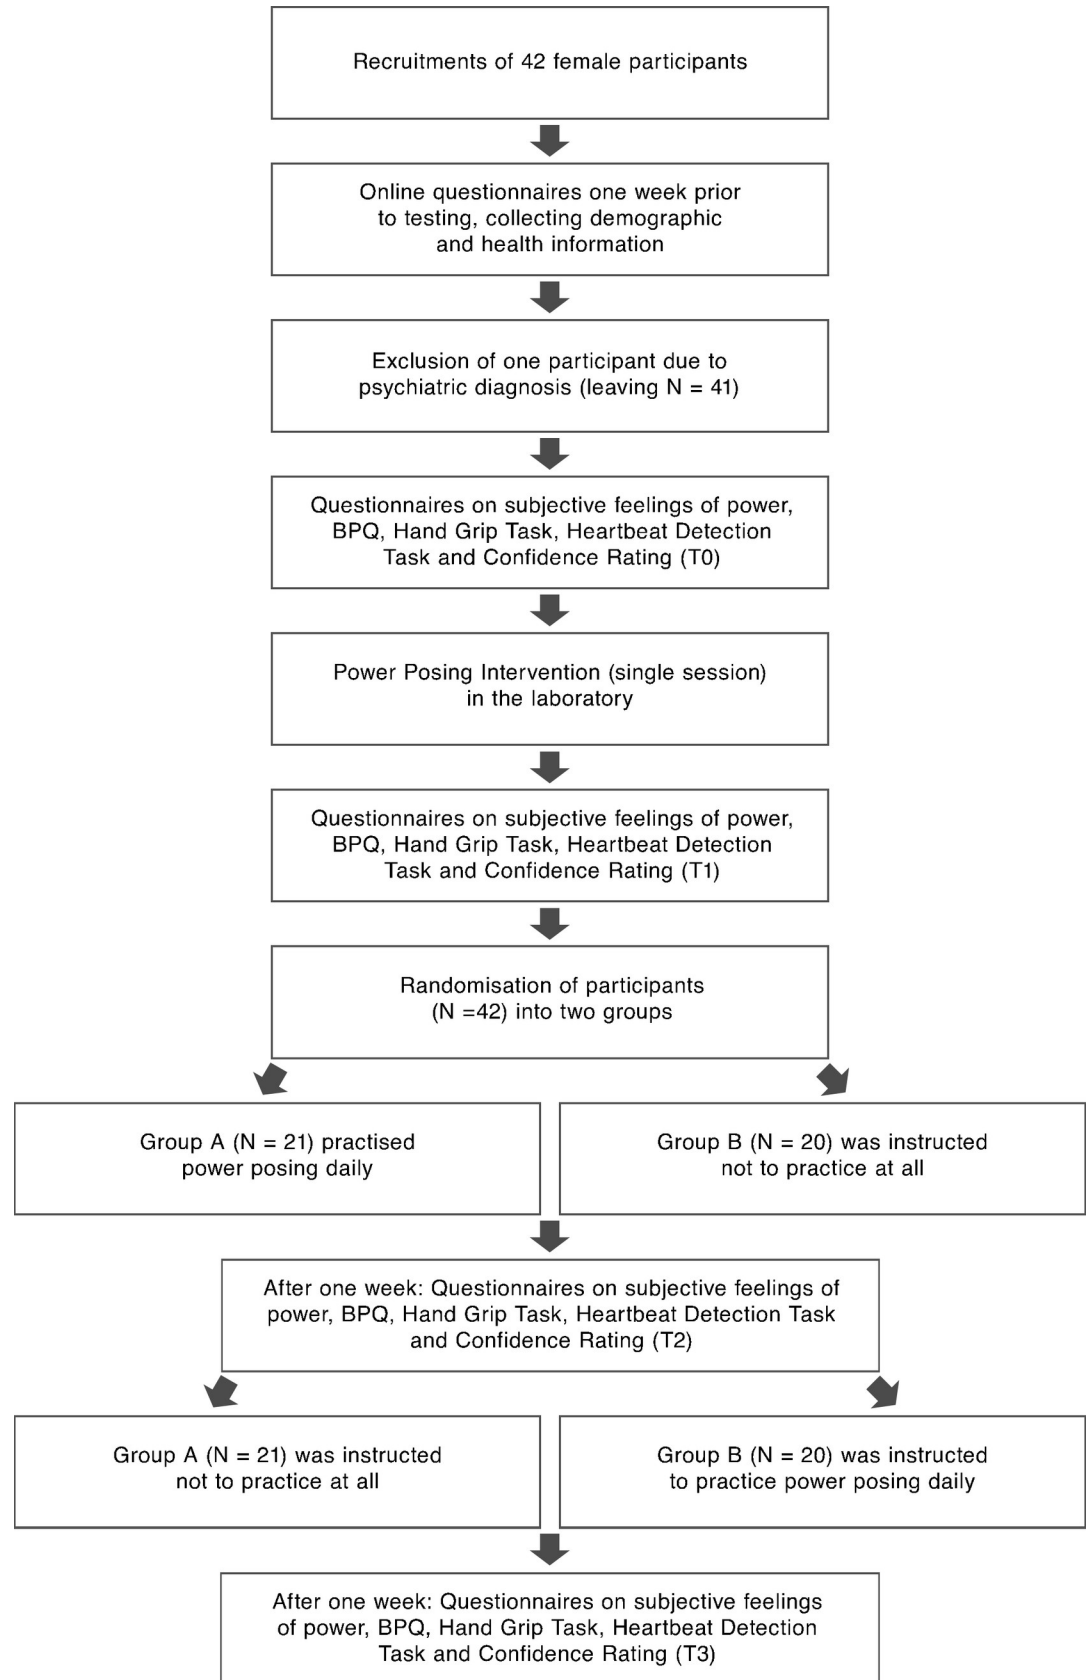 Recruitments of 42 female participants
Online questionnaires one week prior
to testing, collecting demographic
and health information
Exclusion of one participant due to
psychiatric diagnosis (leaving N = 41)
Questionnaires on subjective feelings of power,
BPQ, Hand Grip Task, Heartbeat Detection
Task and Confidence Rating (T0)
Power Posing Intervention (single session)
in the laboratory
Questionnaires on subjective feelings of power,
BPQ, Hand Grip Task, Heartbeat Detection
Task and Confidence Rating (T1)
Randomisation of participants
(N =42) into two groups
Group A (N = 21) practised
power posing daily
Group B (N = 20) was instructed
not to practice at all
After one week: Questionnaires on subjective feelings of
power, BPQ, Hand Grip Task, Heartbeat Detection Task
and Confidence Rating (T2)
Group A (N = 21) was instructed
not to practice at all
Group B (N = 20) was instructed
to practice power posing daily
After one week: Questionnaires on subjective feelings
of power, BPQ, Hand Grip Task, Heartbeat Detection
Task and Confidence Rating (T3)